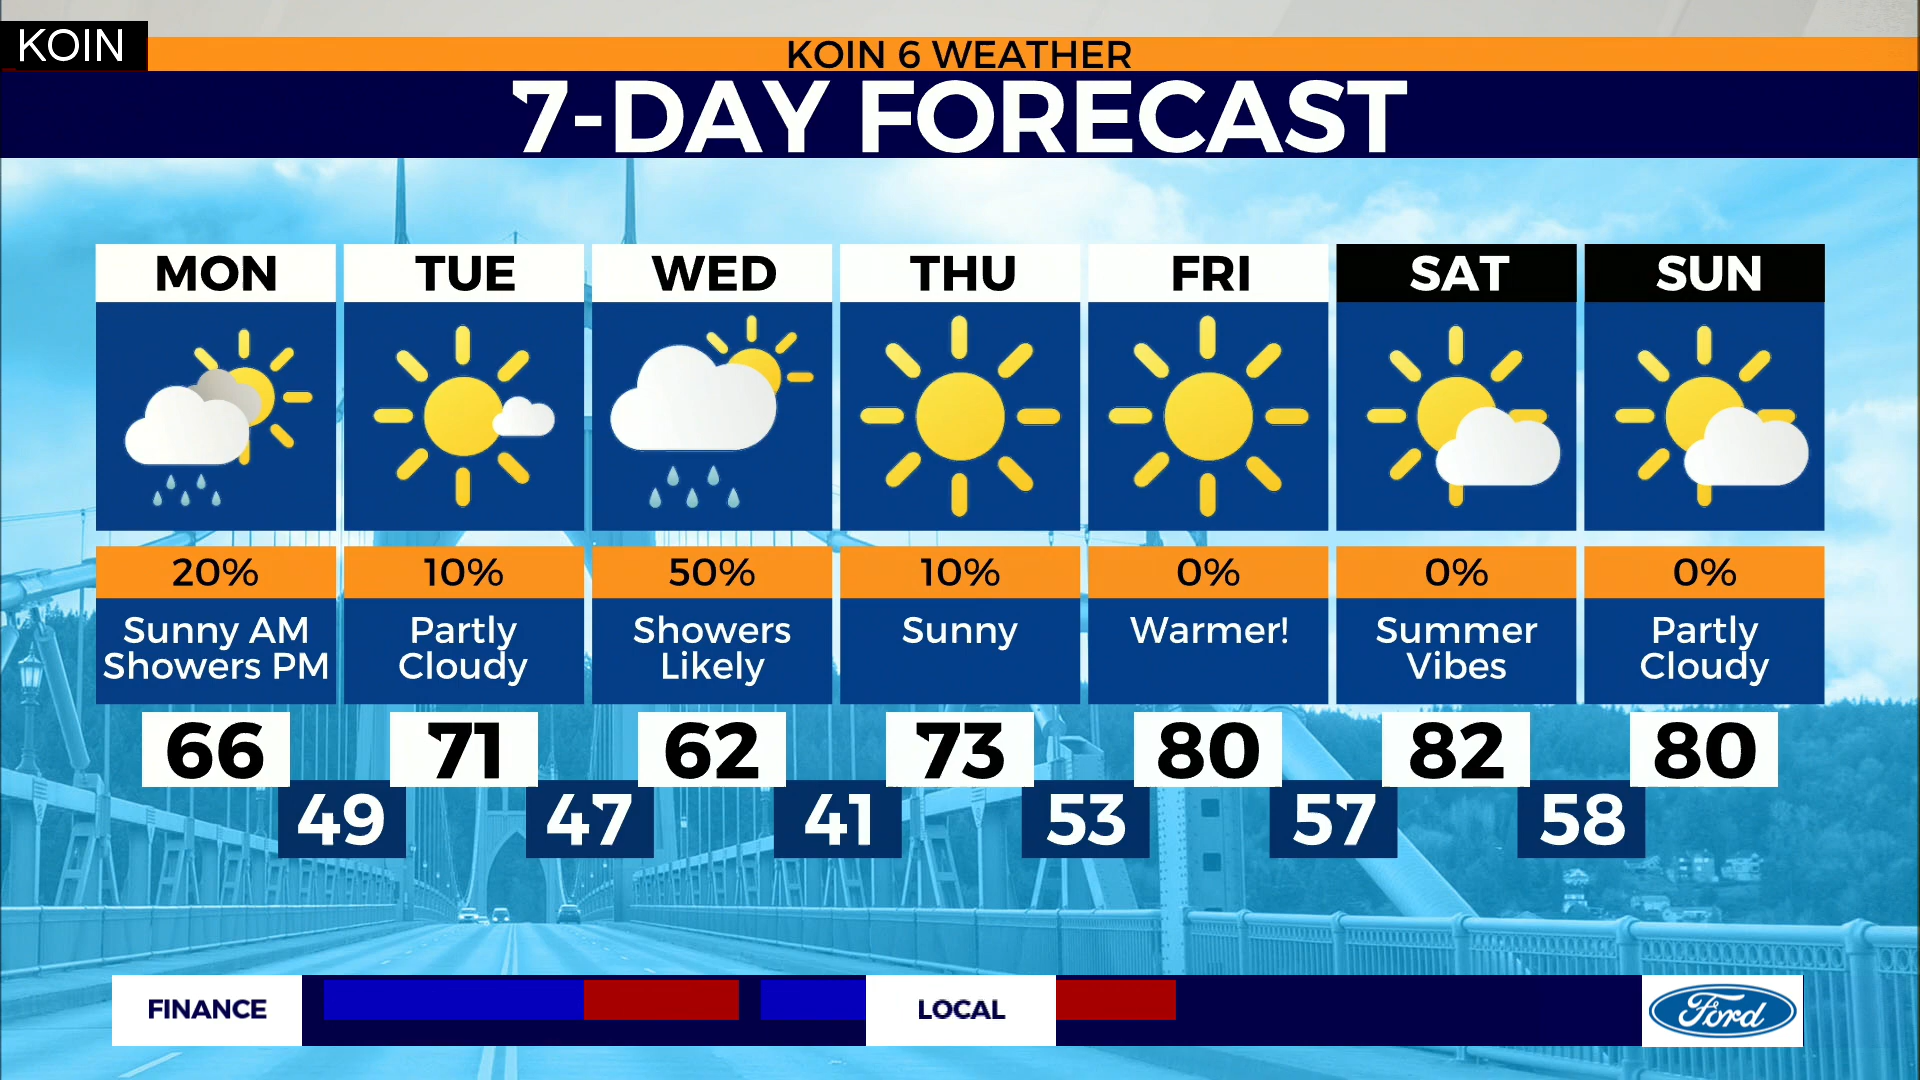 KOIN
KOIN 6 WEATHER
7-DAY FORECAST
MON TUE WED THU FRI SAT SUN
20% 10% 50% 10% 0% 0% 0%
Sunny AM Partly Showers Sunny Warmer! Summer Partly
Showers PM Cloudy Likely Vibes Cloudy
66 71 62 73 80 82 80
49 47 41 53 57 58
FINANCE LOCAL Ford